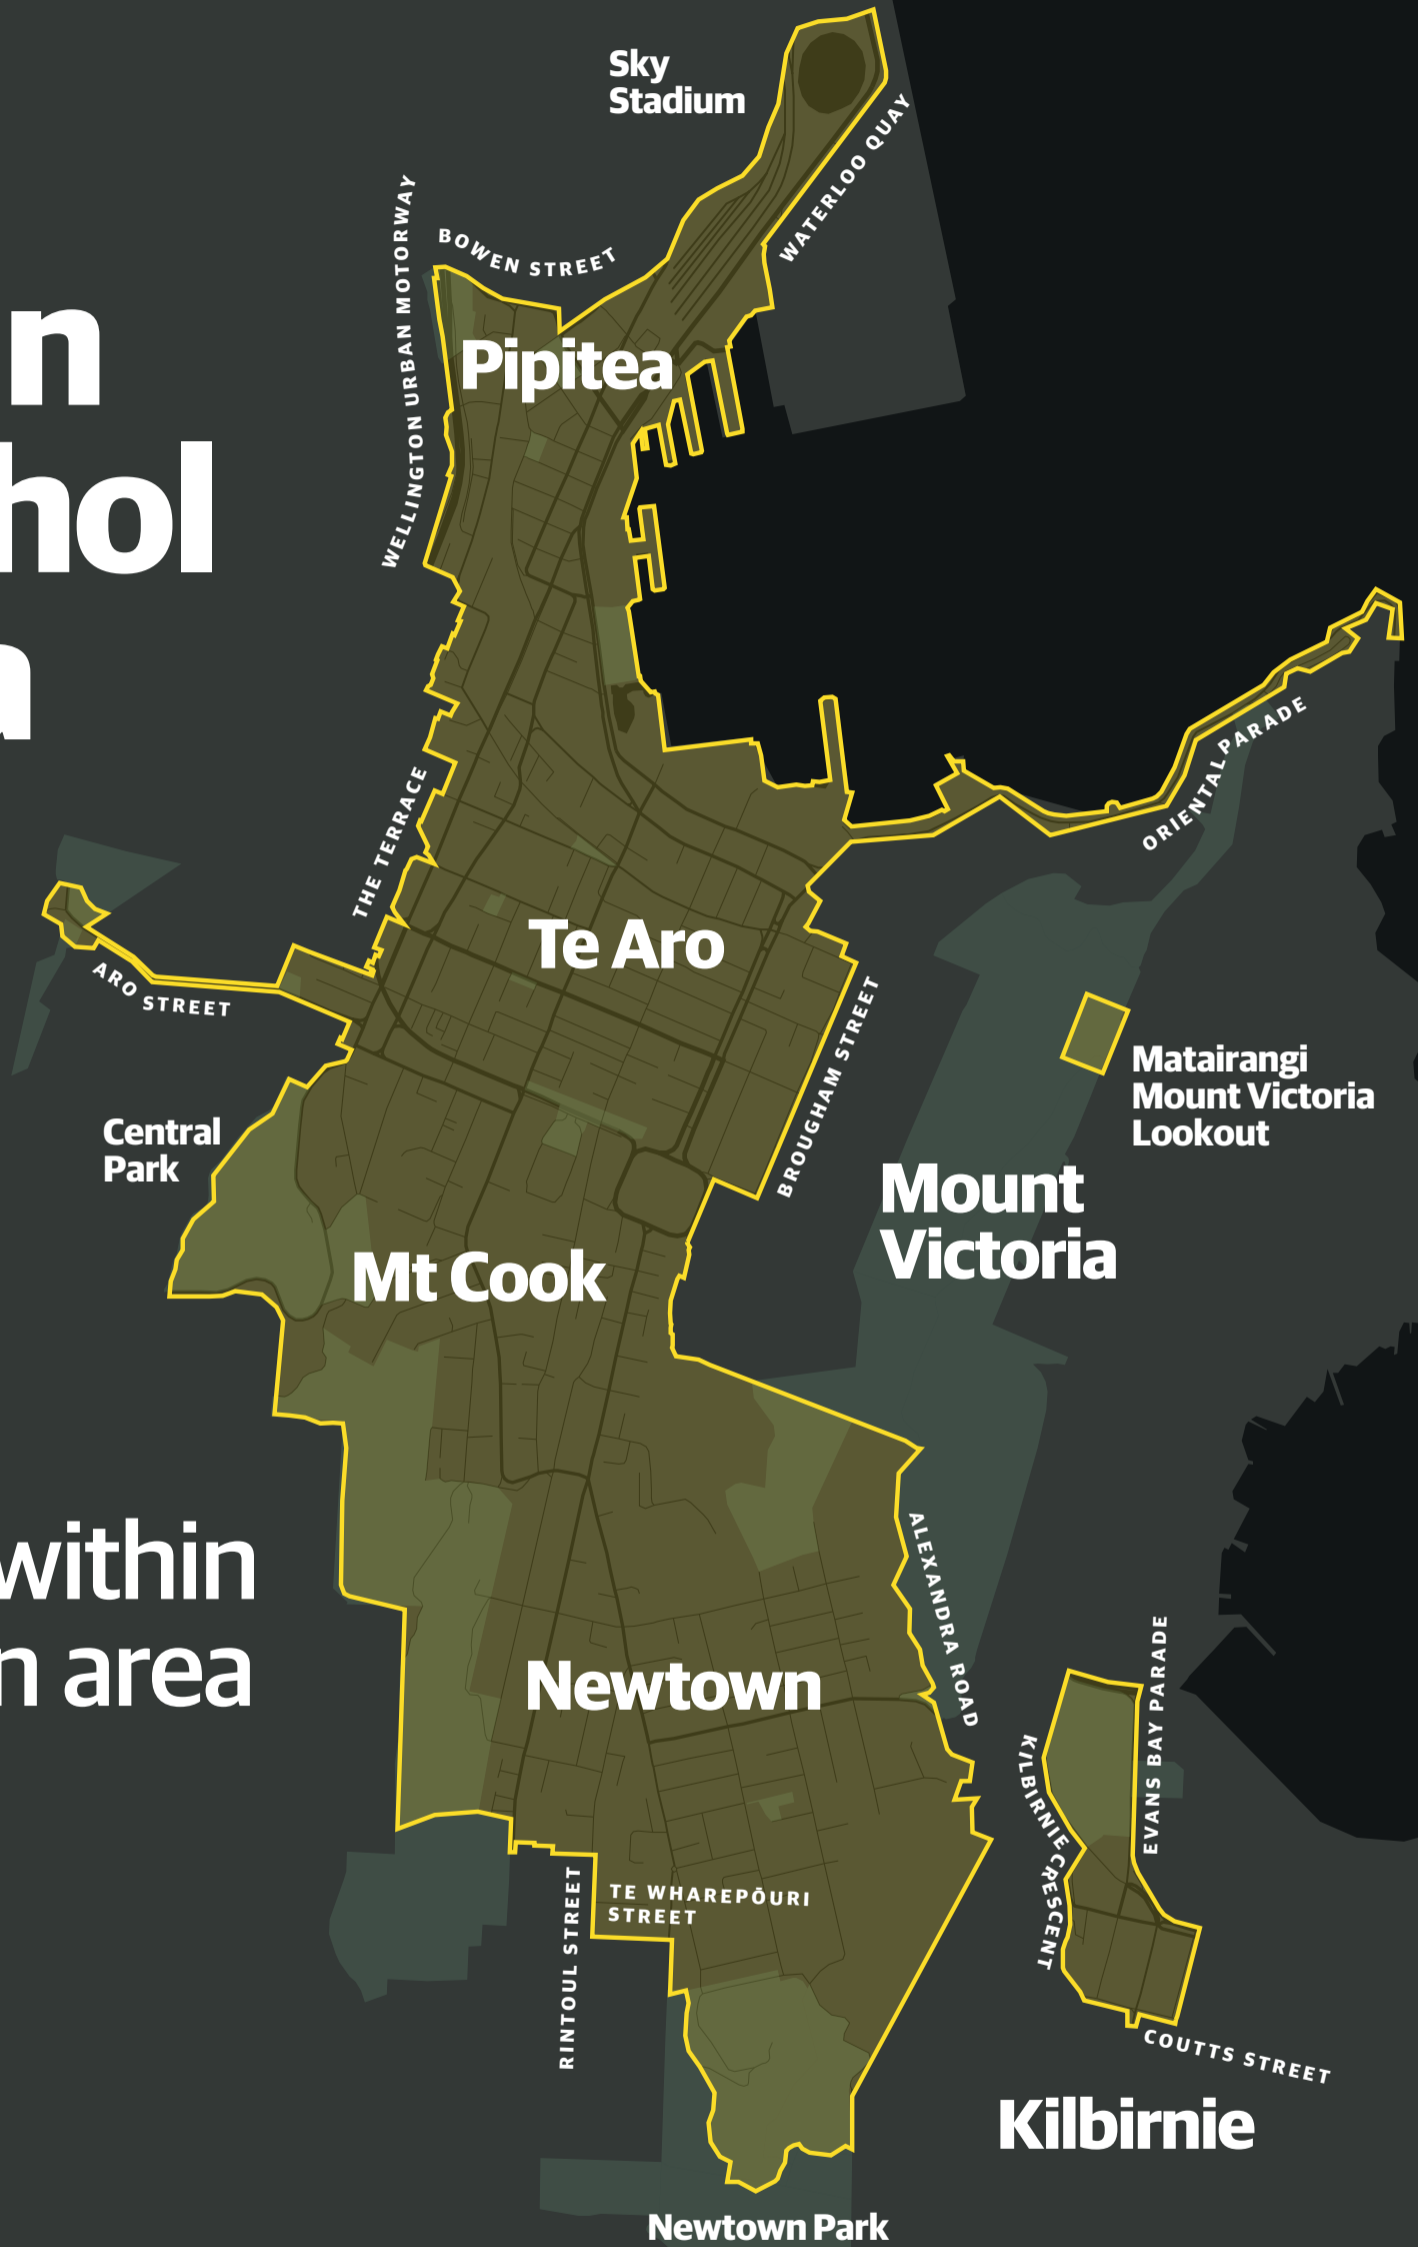 Sky
Stadium
WATERLOO QUAY
WELLINGTON URBAN MOTORWAY
BOWEN STREET
n
Pipitea
hol
ORIENTAL PARADE
THE TERRACE
Te Aro
ARO STREET
BROUGHAM STREET
Matairangi
Mount Victoria
Lookout
Central
Park
Mount
Victoria
Mt Cook
within
n area
ALEXANDRA ROAD
Newtown
EVANS BAY PARADE
KILBIRNIE CRESCENT
TE WHAREPŌURI
STREET
RINTOUL STREET
COUTTS STREET
Kilbirnie
Newtown Park